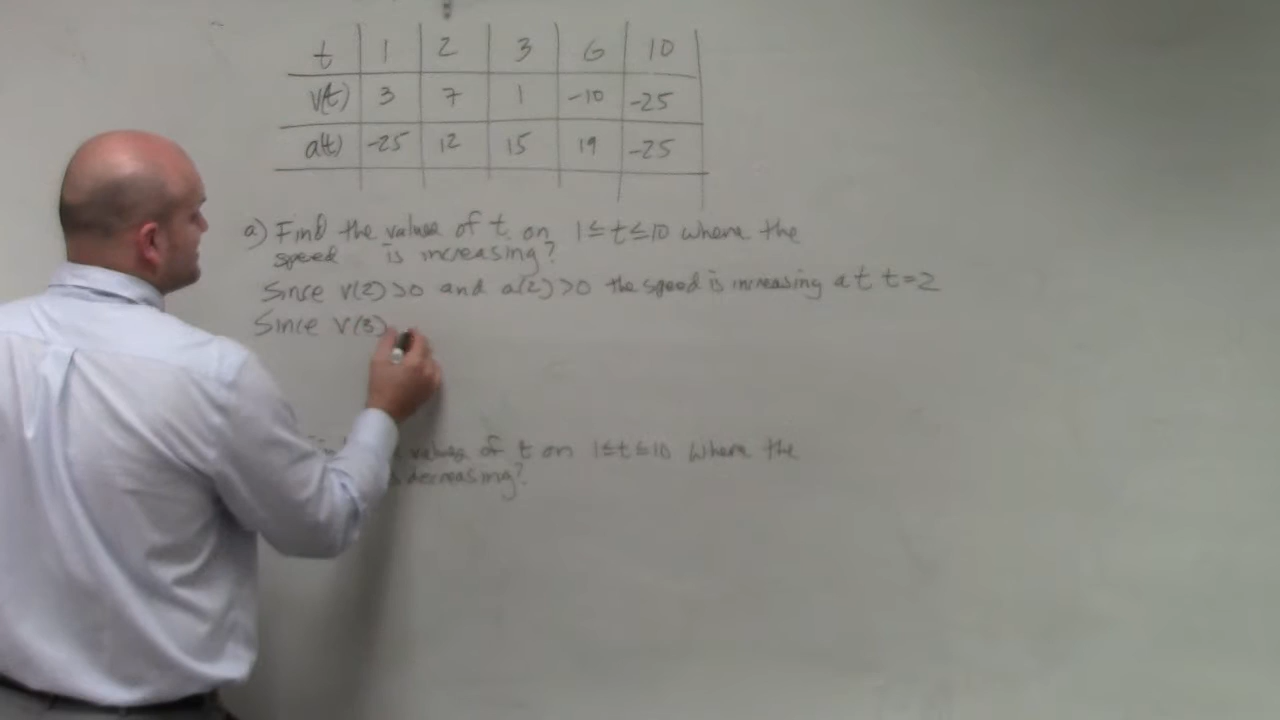 t 1 2 3 6 10
v(t) 3 7 1 -10 -25
a(t) -25 12 15 19 -25
a) Find the values of t on 1≤t≤10 where the
speed is increasing?
Since v(2)>0 and a(2)>0 the speed is increasing at t=2
Since v(3)
values of t on 1≤t≤10 where the
decreasing?